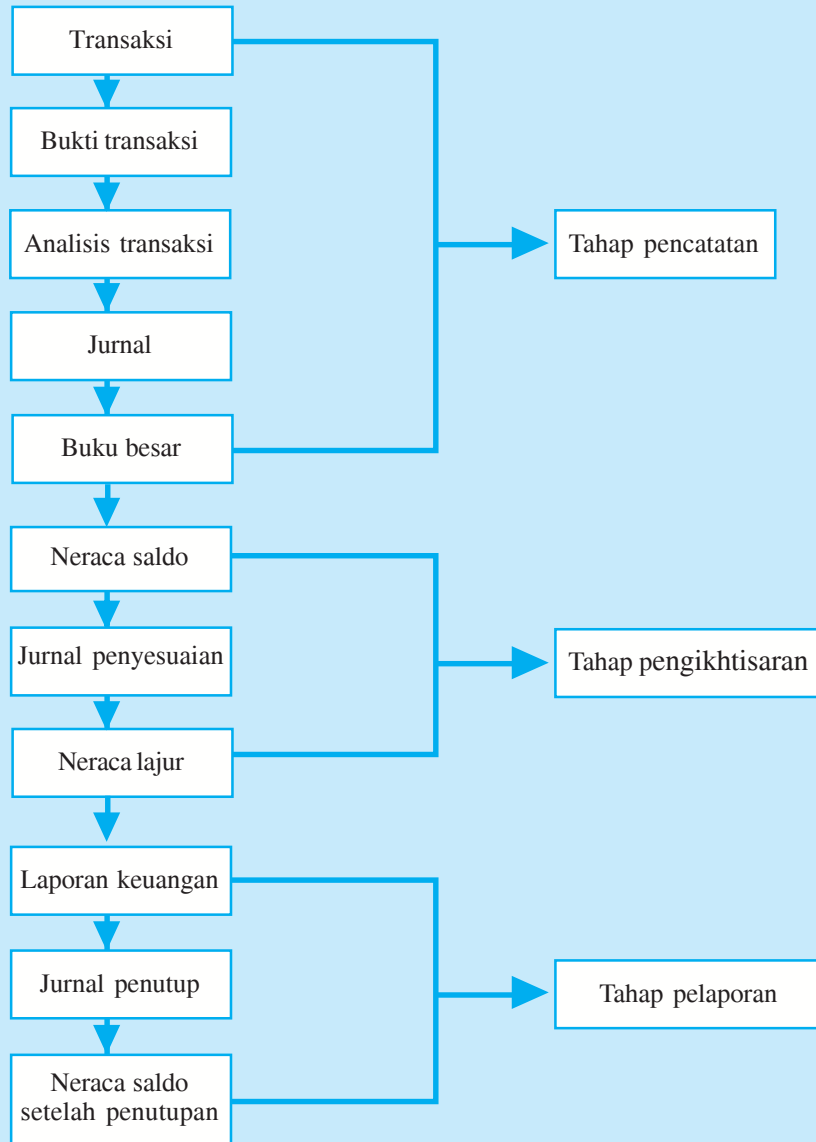 Transaksi
Bukti transaksi
Analisis transaksi
Tahap pencatatan
Jurnal
Buku besar
Neraca saldo
Jurnal penyesuaian
Tahap pengikhtisaran
Neraca lajur
Laporan keuangan
Jurnal penutup
Tahap pelaporan
Neraca saldo
setelah penutupan